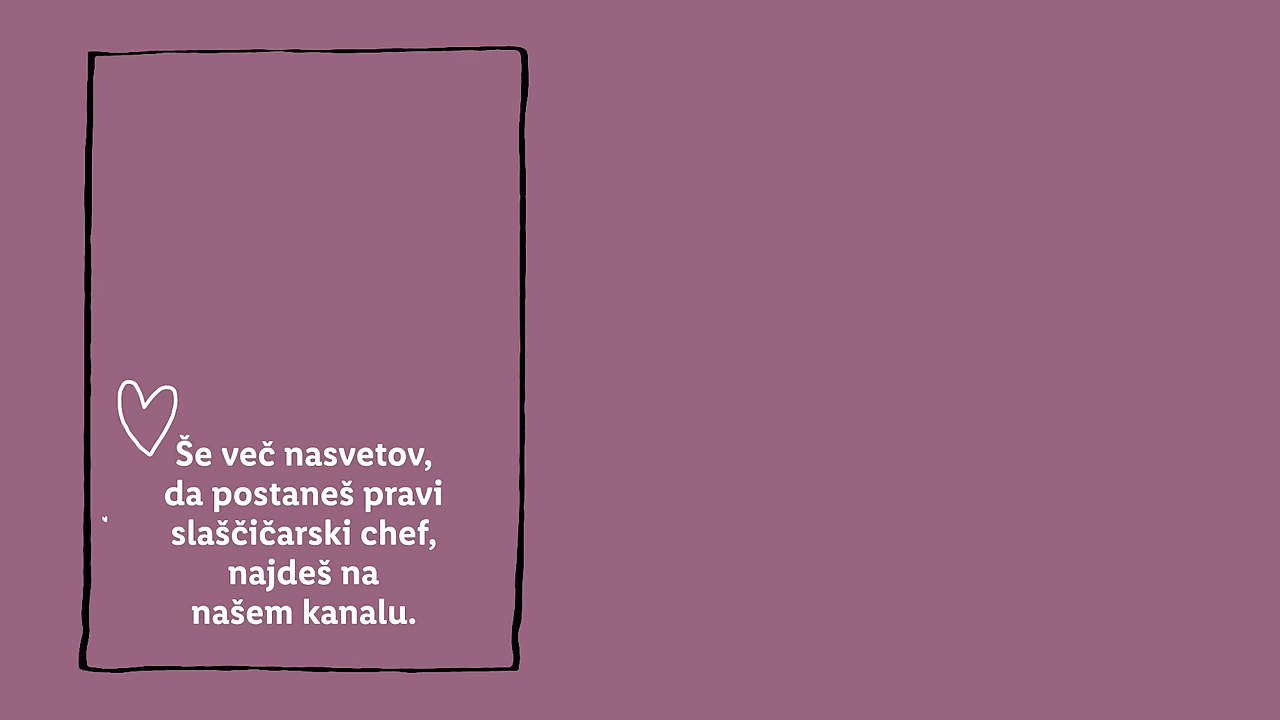 Še več nasvetov,
da postaneš pravi
slaščičarski chef,
najdeš na
našem kanalu.